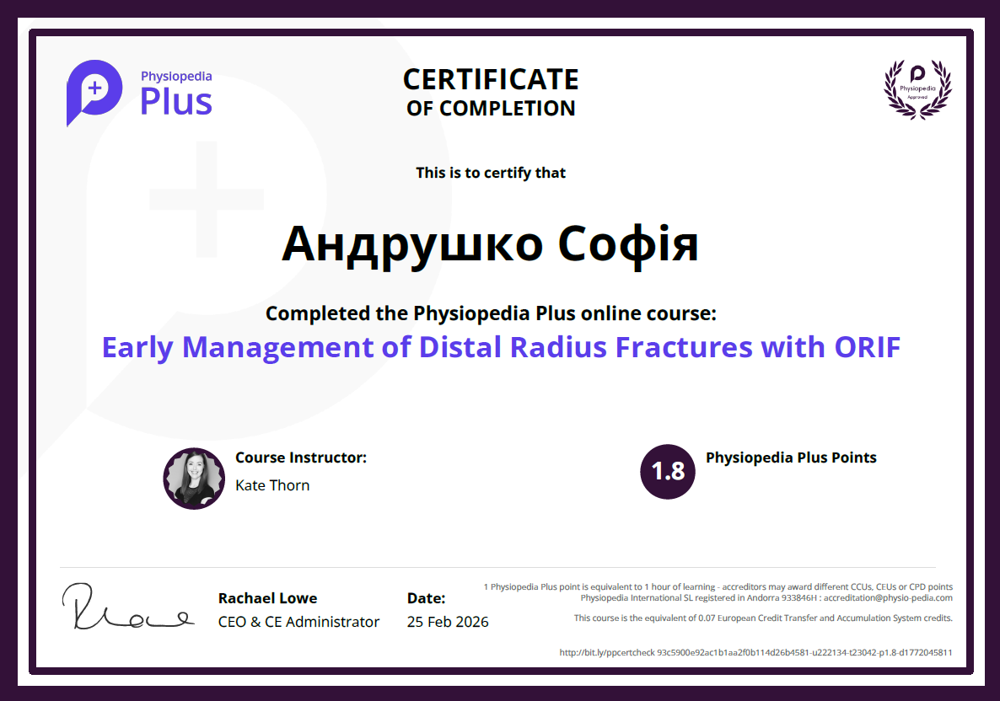 Physiopedia
Plus
CERTIFICATE
OF COMPLETION
Physiopedia
Approved
This is to certify that
Андрушко Софія
Completed the Physiopedia Plus online course:
Early Management of Distal Radius Fractures with ORIF
Course Instructor:
Kate Thorn
1.8
Physiopedia Plus Points
Rachael Lowe
CEO & CE Administrator
Date:
25 Feb 2026
1 Physiopedia Plus point is equivalent to 1 hour of learning - accreditors may award different CCUs, CEUs or CPD points
Physiopedia International SL registered in Andorra 933846H : accreditation@physio-pedia.com
This course is the equivalent of 0.07 European Credit Transfer and Accumulation System credits.
http://bit.ly/ppcertcheck 93c5900e92ac1b1aa2f0b114d26b4581-u222134-t23042-p1.8-d1772045811